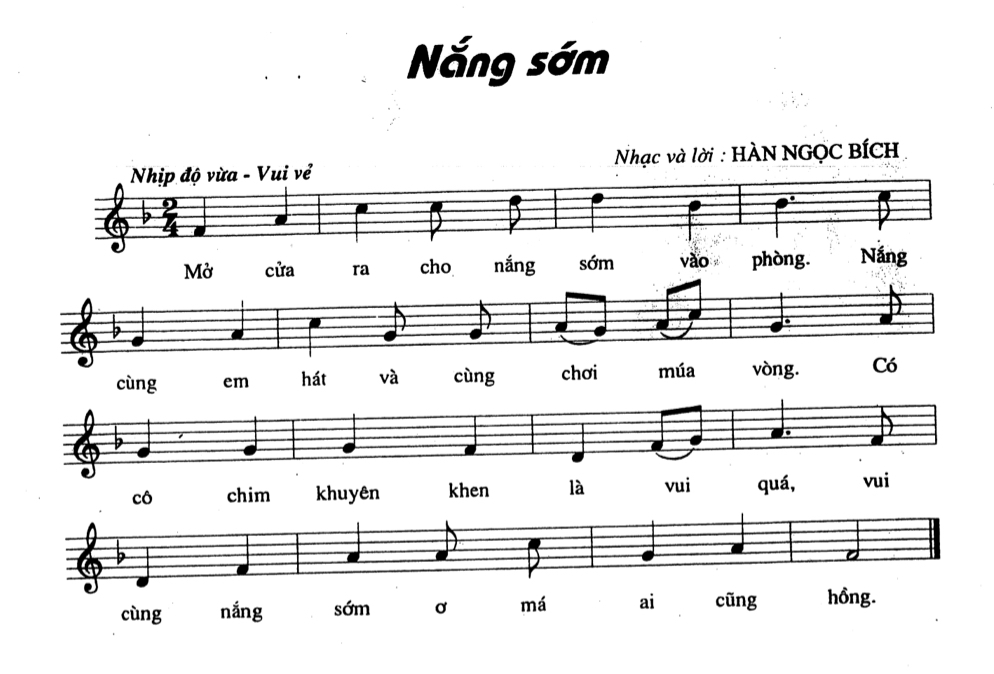 Nắng sớm
Nhịp độ vừa - Vui vẻ
Nhạc và lời : HÀN NGỌC BÍCH
2
4
Mở cửa ra cho nắng sớm vào phòng. Nắng
cùng em hát và cùng chơi múa vòng. Có
cô chim khuyên khen là vui quá, vui
cùng nắng sớm ơ má ai cũng hồng.